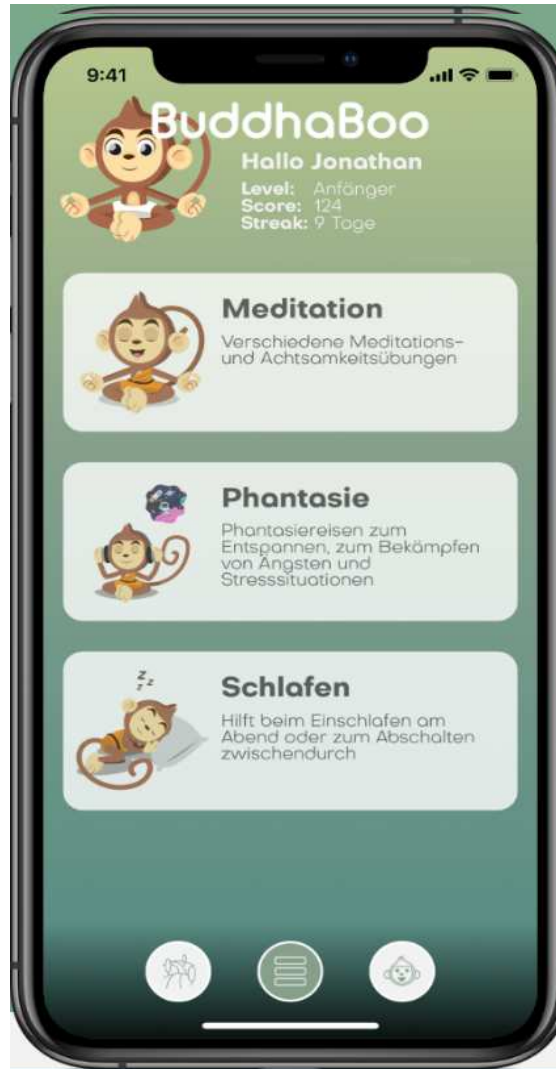 9:41
BuddhaBoo
Hallo Jonathan
Level: Anfänger
Score: 124
Streak: 9 Tage
Meditation
Verschiedene Meditations-
und Achtsamkeitsübungen
Phantasie
Phantasiereisen zum
Entspannen, zum Bekämpfen
von Ängsten und
Stresssituationen
z z z
Schlafen
Hilft beim Einschlafen am
Abend oder zum Abschalten
zwischendurch